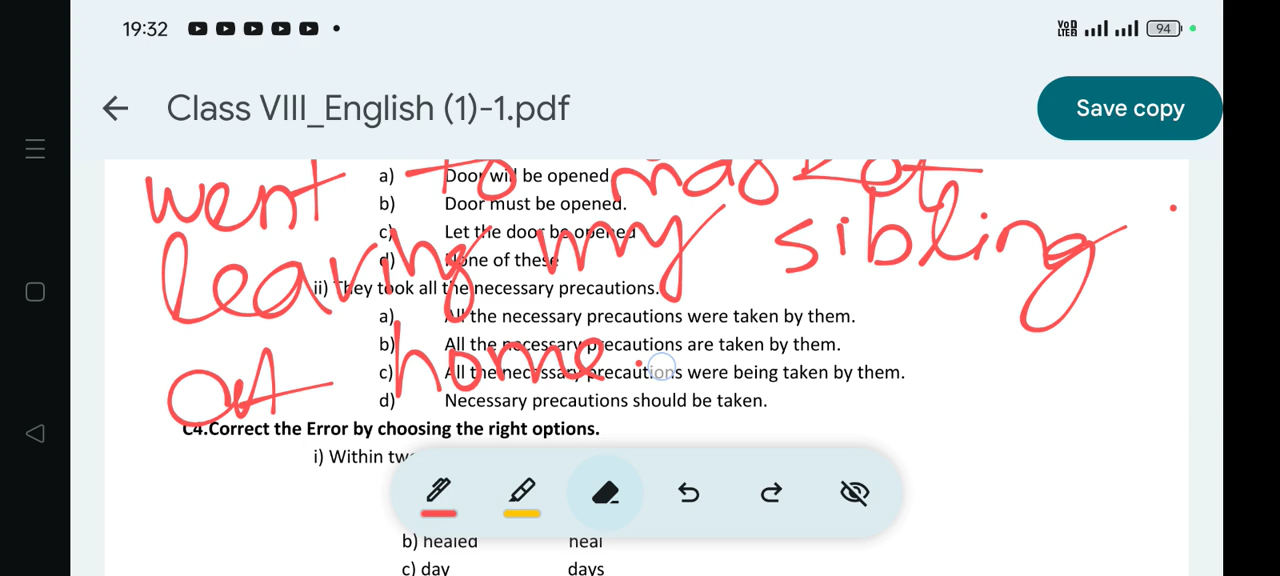 19:32 VoD LTE2 94
Class VIII_English (1)-1.pdf Save copy
a) Door will be opened.
went to market
b) Door must be opened.
c) Let the door be opened
leaving my sibling
d) None of these
ii) They took all the necessary precautions.
a) All the necessary precautions were taken by them.
b) All the necessary precautions are taken by them.
at home.
c) All the necessary precautions were being taken by them.
d) Necessary precautions should be taken.
C4.Correct the Error by choosing the right options.
i) Within
b) healed heal
c) day days